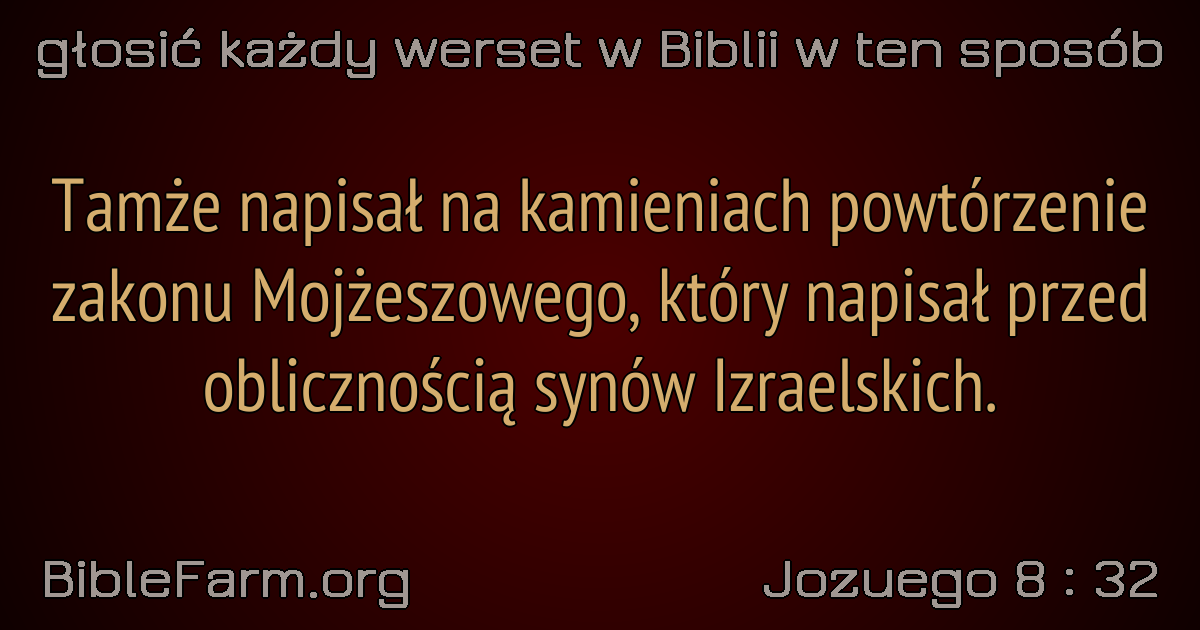 głosić każdy werset w Biblii w ten sposób
Tamże napisał na kamieniach powtórzenie
zakonu Mojżeszowego, który napisał przed
oblicznością synów Izraelskich.
BibleFarm.org
Jozuego 8 : 32